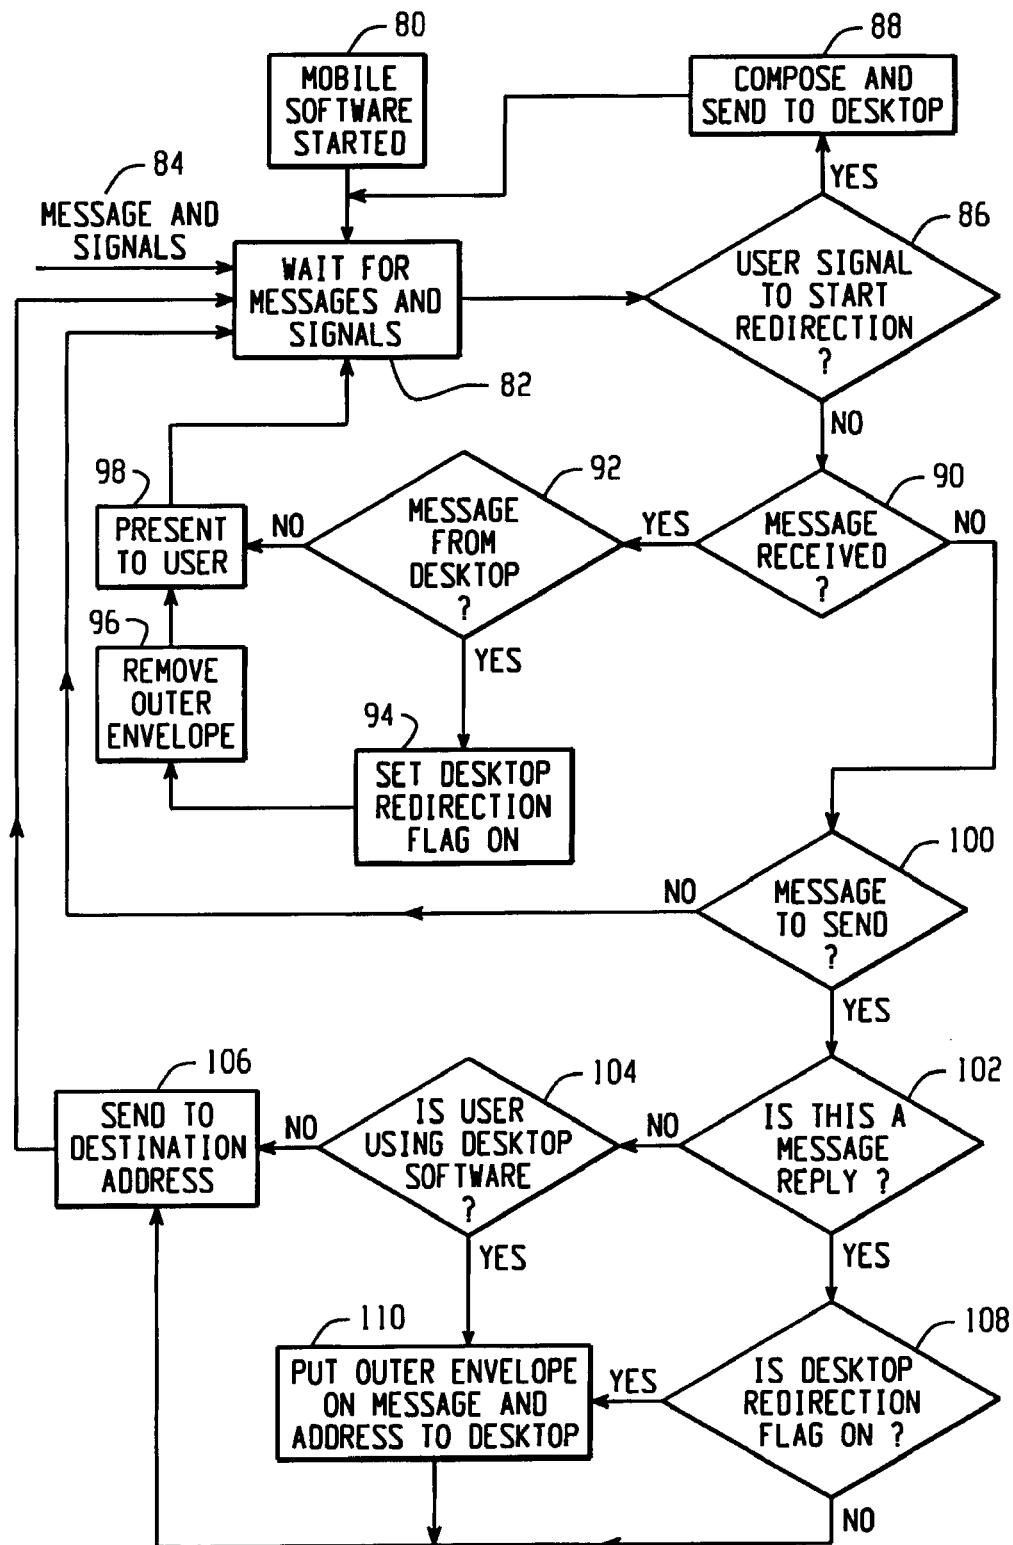 80
MOBILE
SOFTWARE
STARTED
88
COMPOSE AND
SEND TO DESKTOP
YES
84
MESSAGE AND
SIGNALS
WAIT FOR
MESSAGES AND
SIGNALS
82
86
USER SIGNAL
TO START
REDIRECTION
?
NO
98
PRESENT
TO USER
NO
92
MESSAGE
FROM
DESKTOP
?
YES
YES
90
MESSAGE
RECEIVED
?
NO
96
REMOVE
OUTER
ENVELOPE
94
SET DESKTOP
REDIRECTION
FLAG ON
NO
100
MESSAGE
TO SEND
?
YES
106
SEND TO
DESTINATION
ADDRESS
NO
104
IS USER
USING DESKTOP
SOFTWARE
?
YES
NO
102
IS THIS A
MESSAGE
REPLY ?
YES
110
PUT OUTER ENVELOPE
ON MESSAGE AND
ADDRESS TO DESKTOP
YES
108
IS DESKTOP
REDIRECTION
FLAG ON ?
NO